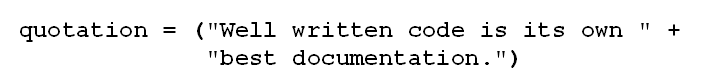 quotation = ("Well written code is its own " +
"best documentation.")